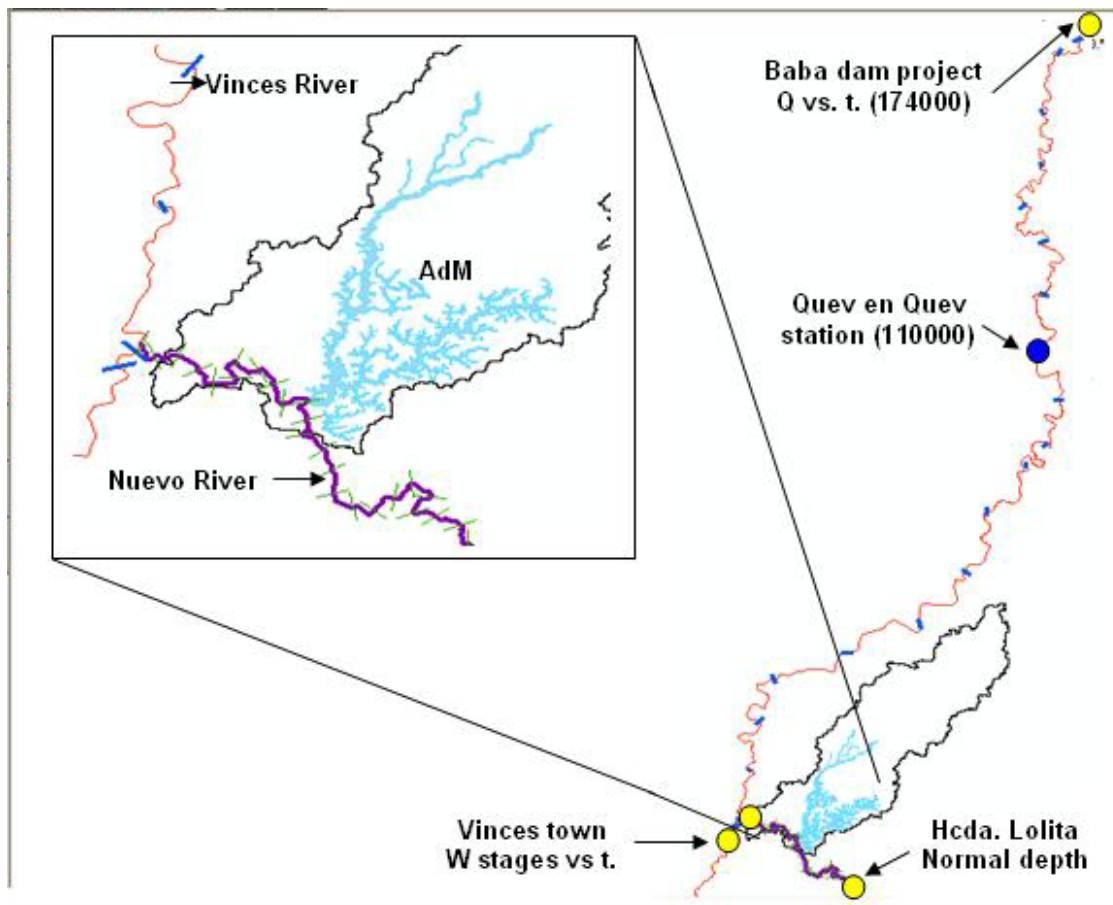 Vinces River
AdM
Nuevo River
Baba dam project
Q vs. t. (174000)
Quev en Quev
station (110000)
Vinces town
W stages vs t.
Hcda. Lolita
Normal depth